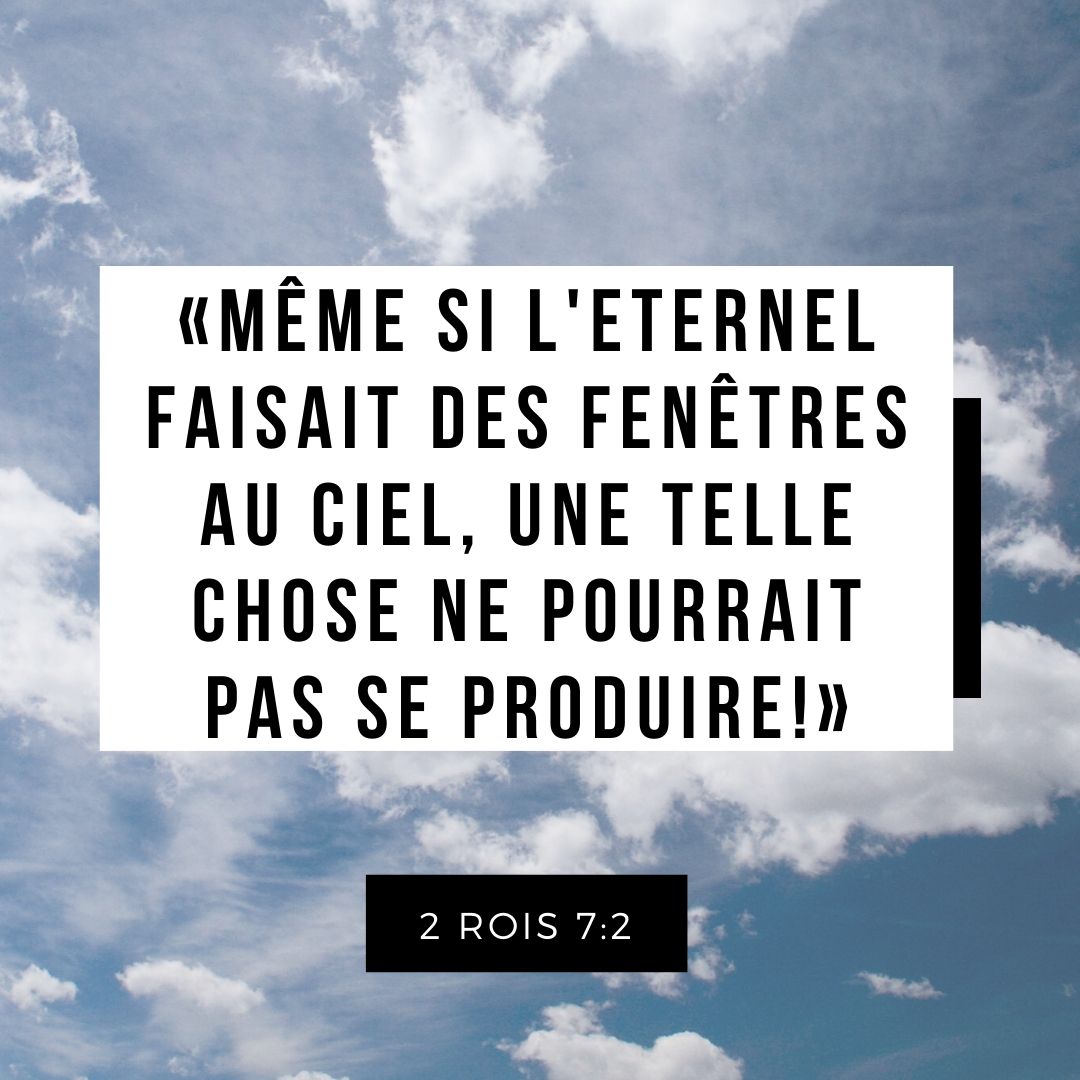 «MÊME SI L'ETERNEL
FAISAIT DES FENÊTRES
AU CIEL, UNE TELLE
CHOSE NE POURRAIT
PAS SE PRODUIRE!»
2 ROIS 7:2